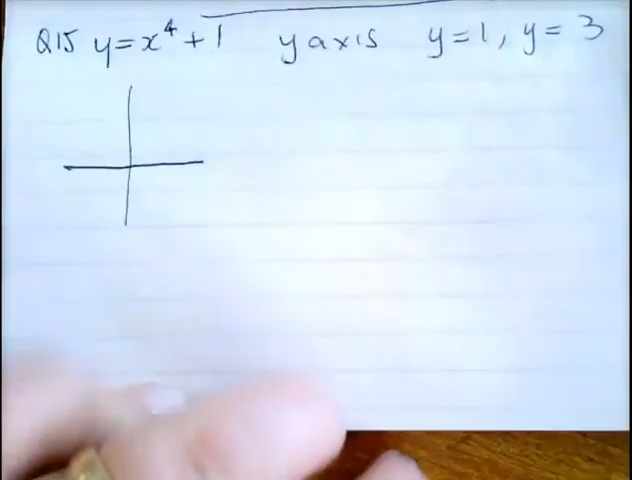 Q15 y = x⁴ + 1 y axis y = 1, y = 3